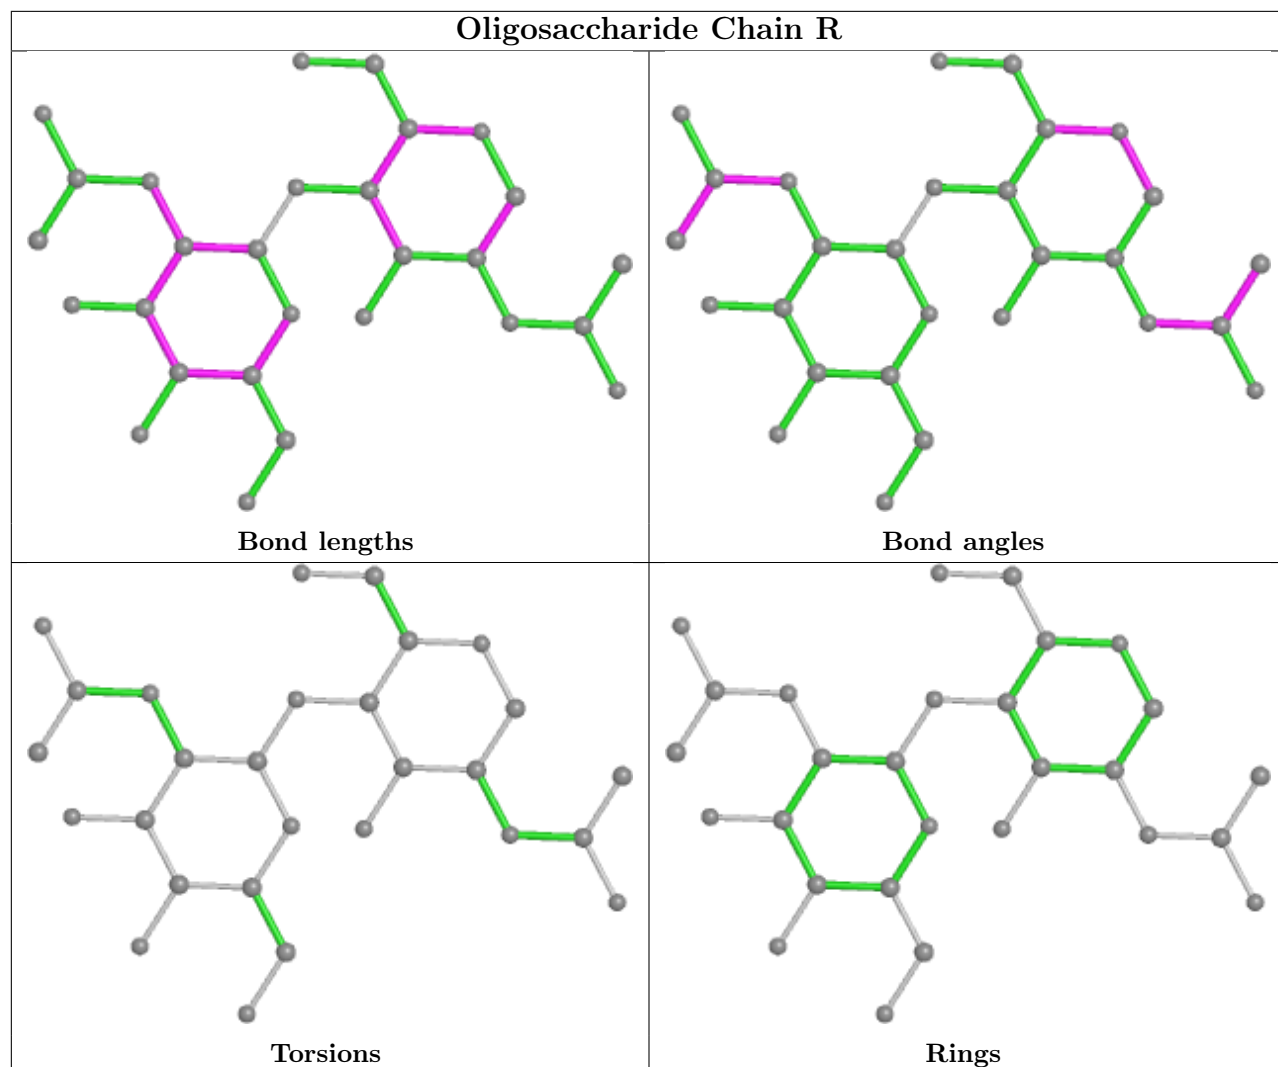 Oligosaccharide Chain R
Bond lengths
Bond angles
Torsions
Rings